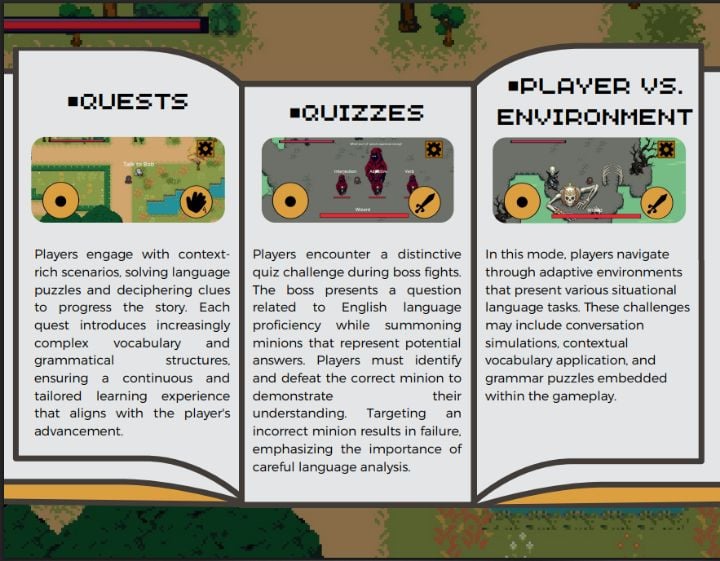 QUESTS
Talk to Bob
Players engage with context-
rich scenarios, solving language
puzzles and deciphering clues
to progress the story. Each
quest introduces increasingly
complex vocabulary and
grammatical structures,
ensuring a continuous and
tailored learning experience
that aligns with the player's
advancement.
QUIZZES
Interjection
Verb
Wizard
Players encounter a distinctive
quiz challenge during boss fights.
The boss presents a question
related to English language
proficiency while summoning
minions that represent potential
answers. Players must identify
and defeat the correct minion to
demonstrate their
understanding. Targeting an
incorrect minion results in failure,
emphasizing the importance of
careful language analysis.
PLAYER VS.
ENVIRONMENT
In this mode, players navigate
through adaptive environments
that present various situational
language tasks. These challenges
may include conversation
simulations, contextual
vocabulary application, and
grammar puzzles embedded
within the gameplay.